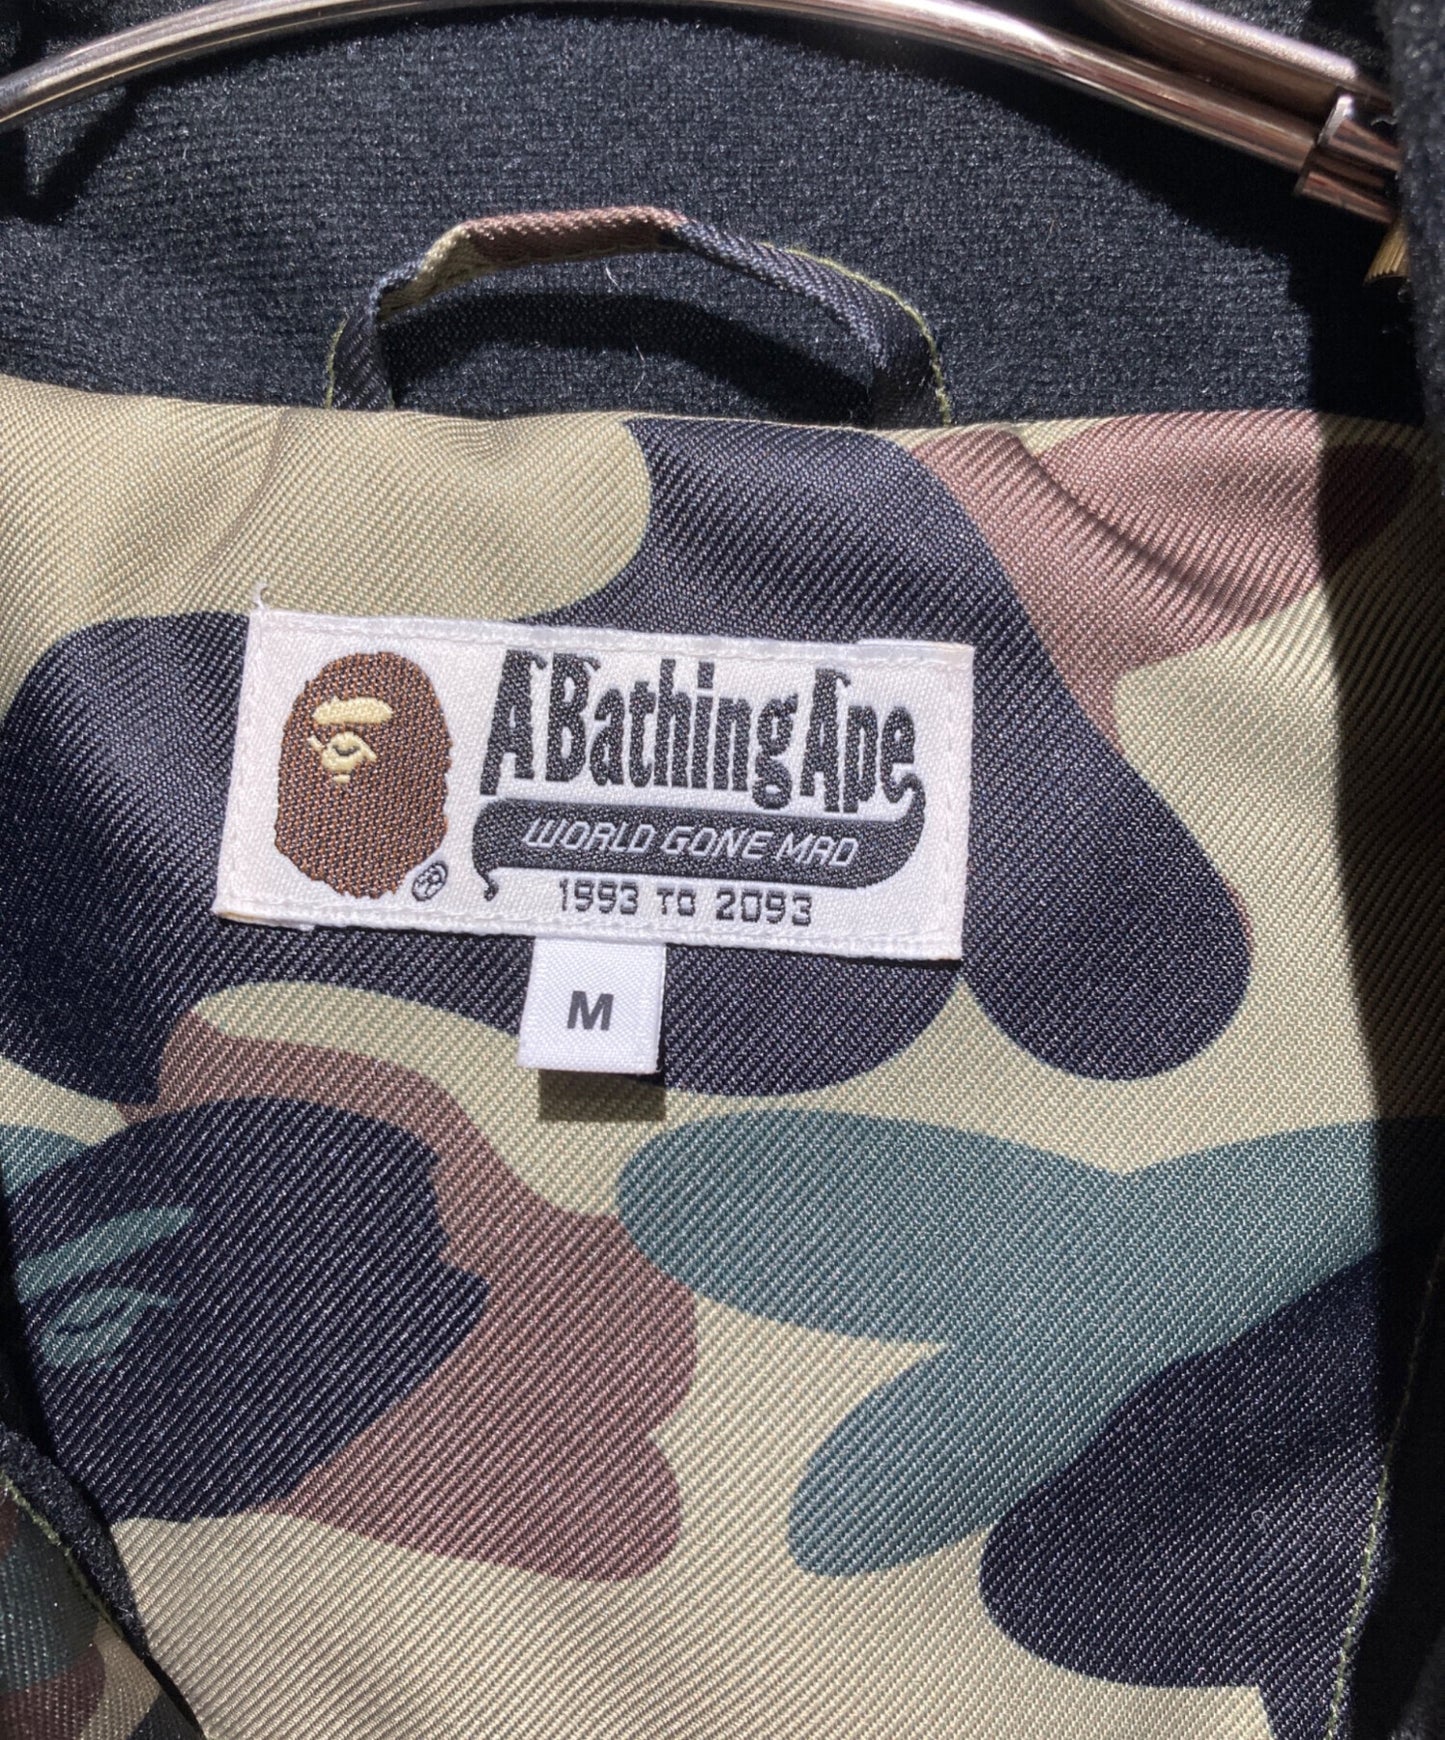 A Bathing Ape
WORLD GONE MAD
1993 TO 2093
®
M